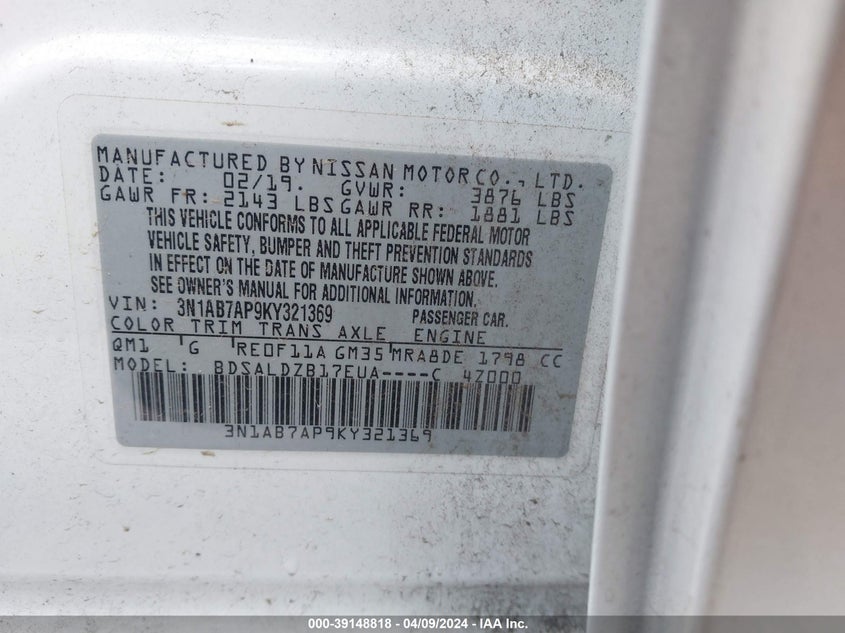 MANUFACTURED BY NISSAN MOTOR CO., LTD.
DATE: 02/19. GVWR: 3876 LBS
GAWR FR: 2143 LBS GAWR RR: 1881 LBS
THIS VEHICLE CONFORMS TO ALL APPLICABLE FEDERAL MOTOR
VEHICLE SAFETY, BUMPER AND THEFT PREVENTION STANDARDS
IN EFFECT ON THE DATE OF MANUFACTURE SHOWN ABOVE.
SEE OWNER'S MANUAL FOR ADDITIONAL INFORMATION.
VIN: 3N1AB7AP9KY321369 PASSENGER CAR.
COLOR TRIM TRANS AXLE ENGINE
QM1 G RE0F11A GM35 MRA8DE 1798 CC
MODEL: BDSALDZB17EUA----C 4Z000
3N1AB7AP9KY321369
000-39148818 - 04/09/2024 - IAA Inc.